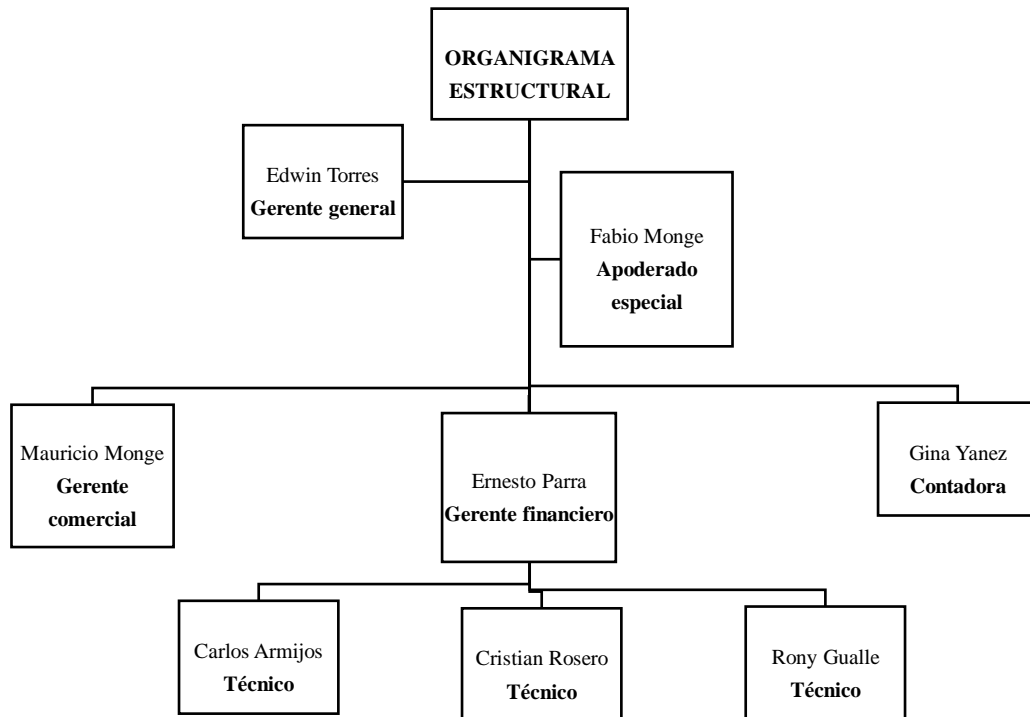 ORGANIGRAMA
ESTRUCTURAL
Edwin Torres
Gerente general
Fabio Monge
Apoderado
especial
Mauricio Monge
Gerente
comercial
Ernesto Parra
Gerente financiero
Gina Yanez
Contadora
Carlos Armijos
Técnico
Cristian Rosero
Técnico
Rony Gualle
Técnico